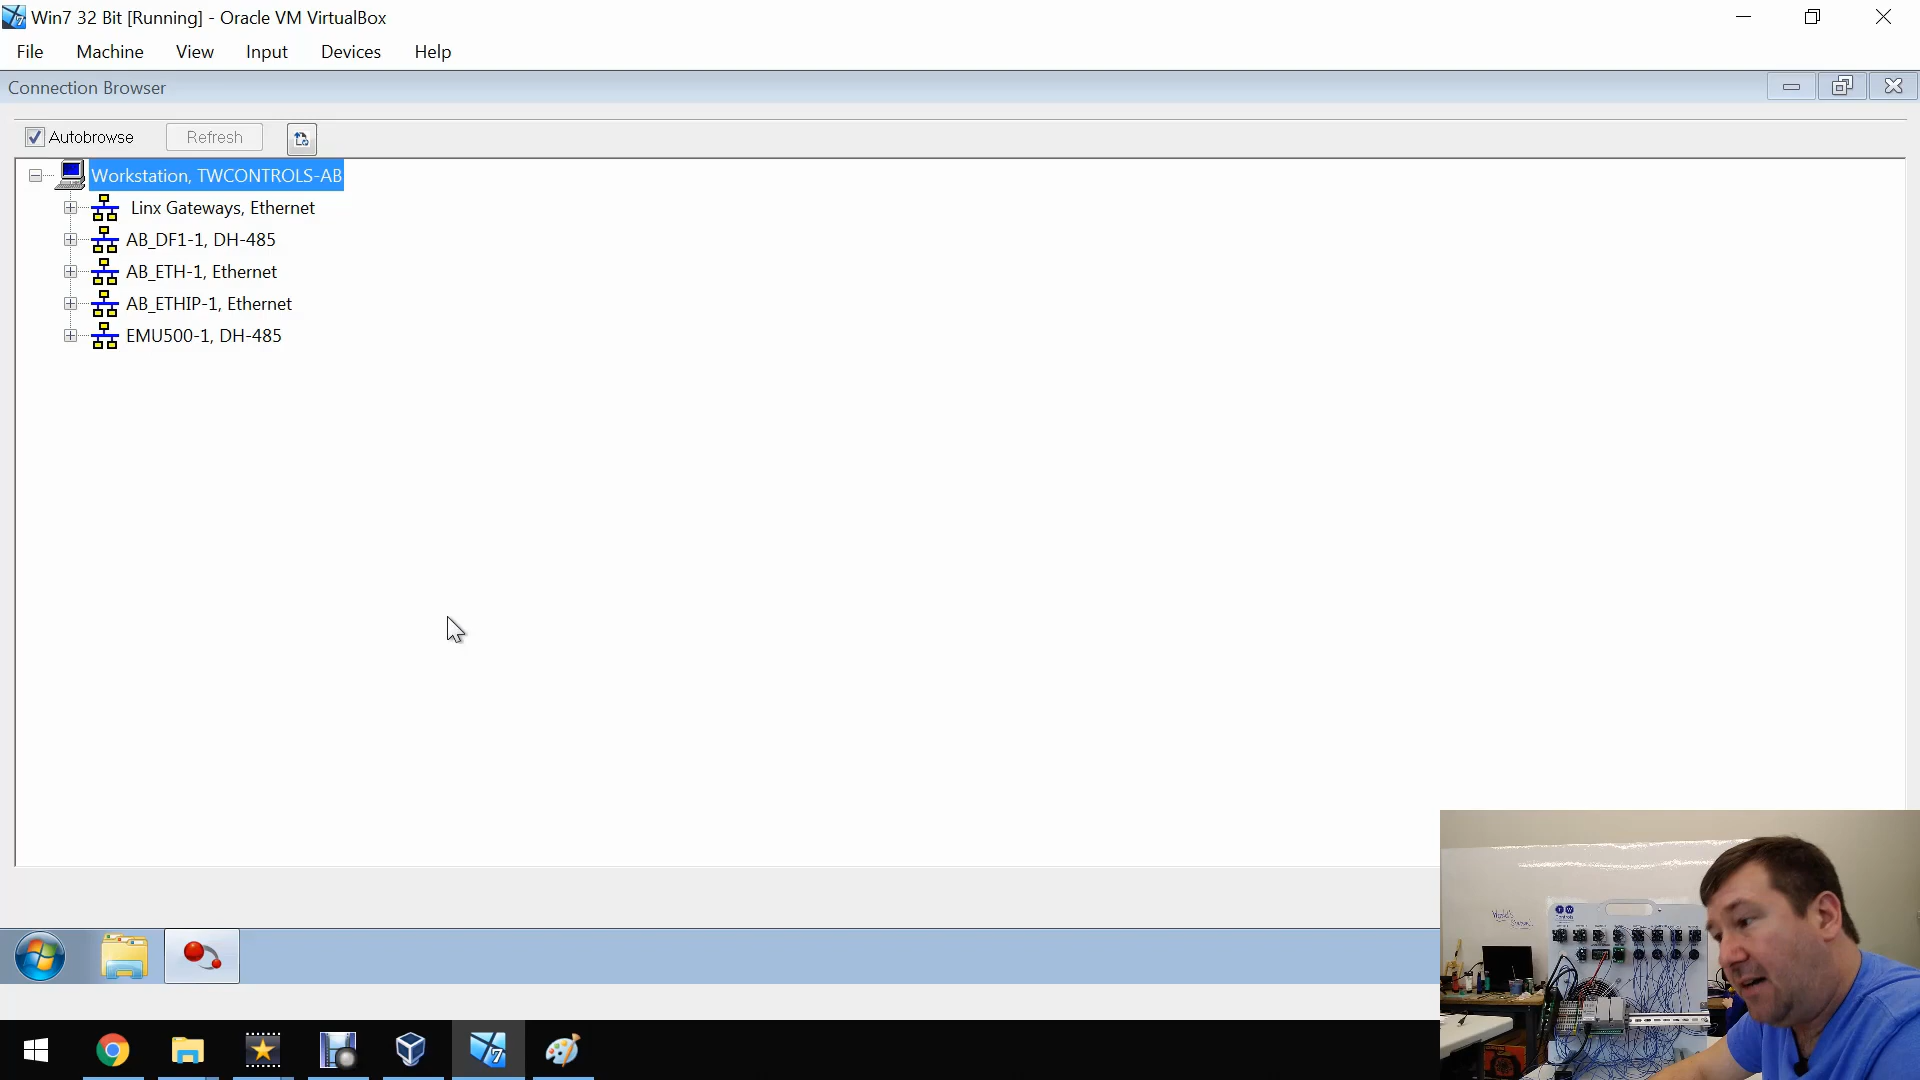 Win7 32 Bit [Running] - Oracle VM VirtualBox
File Machine View Input Devices Help
Connection Browser
Autobrowse Refresh
Workstation, TWCONTROLS-AB
Linx Gateways, Ethernet
AB_DF1-1, DH-485
AB_ETH-1, Ethernet
AB_ETHIP-1, Ethernet
EMU500-1, DH-485